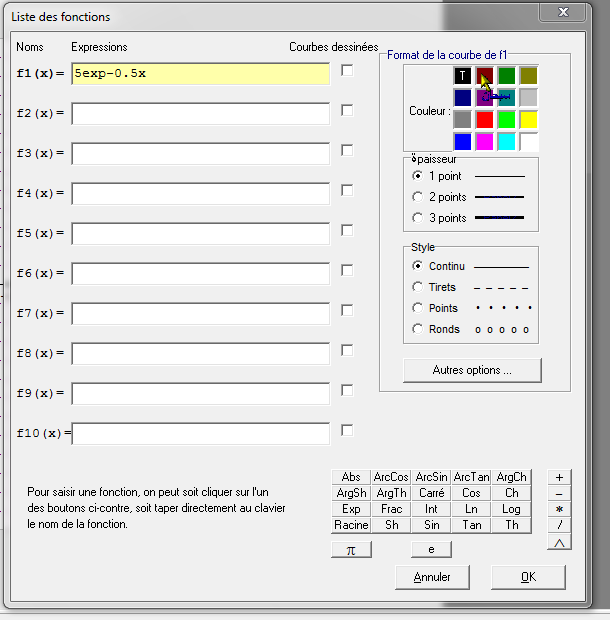 Liste des fonctions
Noms Expressions Courbes dessinées
f1(x)= 5exp-0.5x
f2(x)=
f3(x)=
f4(x)=
f5(x)=
f6(x)=
f7(x)=
f8(x)=
f9(x)=
f10(x)=
Format de la courbe de f1
T
Couleur :
paisseur
1 point
2 points
3 points
Style
Continu
Tirets
Points
Ronds
Autres options ...
Pour saisir une fonction, on peut soit cliquer sur l'un
des boutons ci-contre, soit taper directement au clavier
le nom de la fonction.
Abs ArcCos ArcSin ArcTan ArgCh
ArgSh ArgTh Carré Cos Ch
Exp Frac Int Ln Log
Racine Sh Sin Tan Th
π e
+
-
*
/
^
Annuler OK